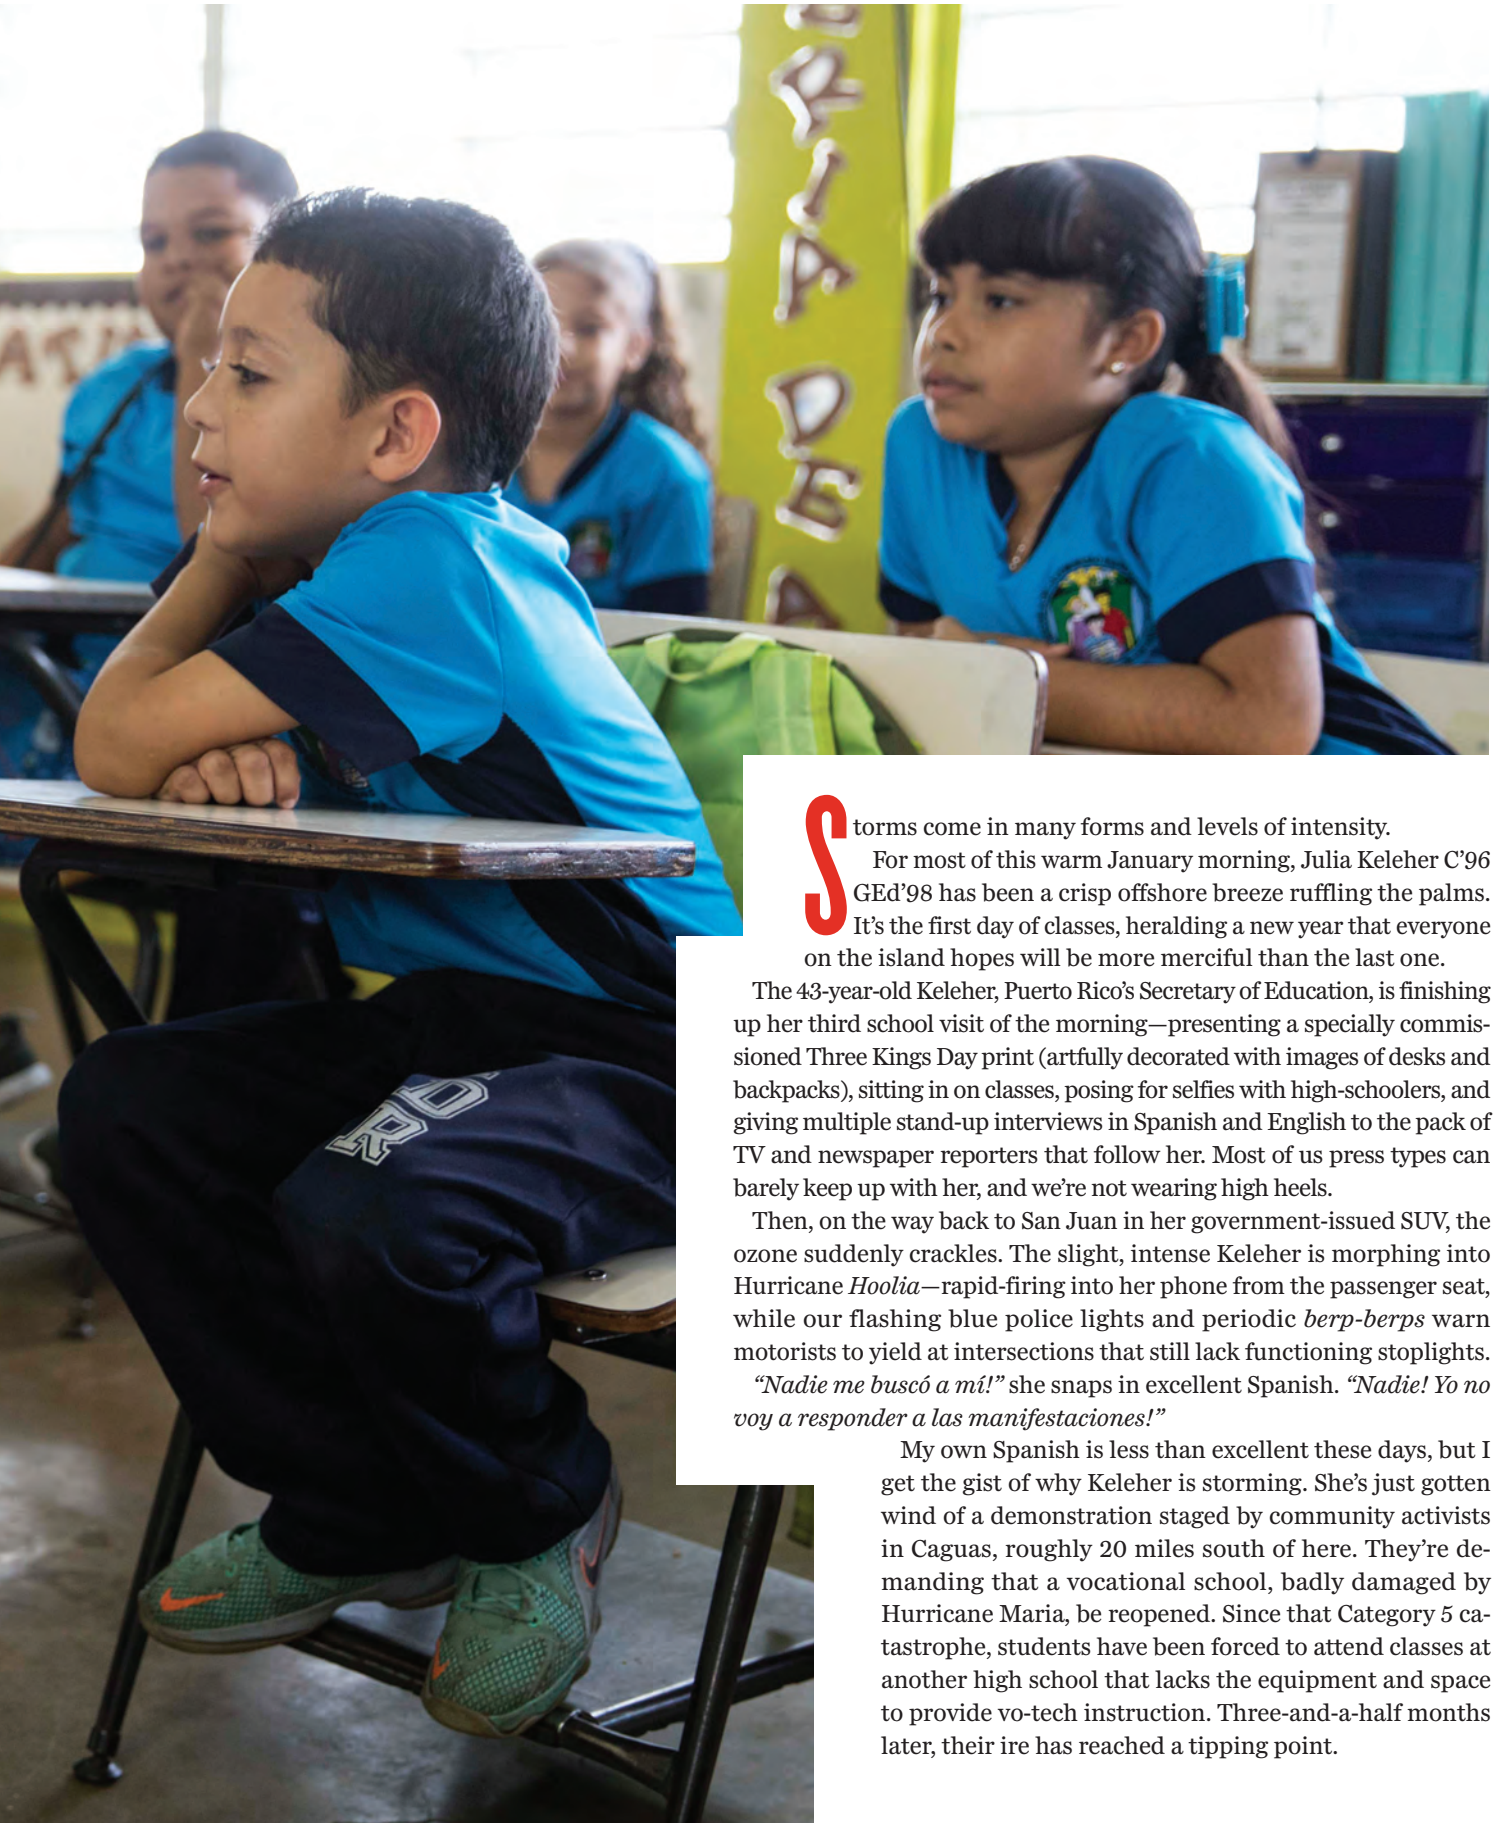 ERIA DE A
AT
DR
Storms come in many forms and levels of intensity.
For most of this warm January morning, Julia Keleher C’96
GEd’98 has been a crisp offshore breeze ruffling the palms.
It’s the first day of classes, heralding a new year that everyone
on the island hopes will be more merciful than the last one.
The 43-year-old Keleher, Puerto Rico’s Secretary of Education, is finishing
up her third school visit of the morning—presenting a specially commis-
sioned Three Kings Day print (artfully decorated with images of desks and
backpacks), sitting in on classes, posing for selfies with high-schoolers, and
giving multiple stand-up interviews in Spanish and English to the pack of
TV and newspaper reporters that follow her. Most of us press types can
barely keep up with her, and we’re not wearing high heels.
Then, on the way back to San Juan in her government-issued SUV, the
ozone suddenly crackles. The slight, intense Keleher is morphing into
Hurricane Hoolia—rapid-firing into her phone from the passenger seat,
while our flashing blue police lights and periodic berp-berps warn
motorists to yield at intersections that still lack functioning stoplights.
“Nadie me buscó a mí!” she snaps in excellent Spanish. “Nadie! Yo no
voy a responder a las manifestaciones!”
My own Spanish is less than excellent these days, but I
get the gist of why Keleher is storming. She’s just gotten
wind of a demonstration staged by community activists
in Caguas, roughly 20 miles south of here. They’re de-
manding that a vocational school, badly damaged by
Hurricane Maria, be reopened. Since that Category 5 ca-
tastrophe, students have been forced to attend classes at
another high school that lacks the equipment and space
to provide vo-tech instruction. Three-and-a-half months
later, their ire has reached a tipping point.